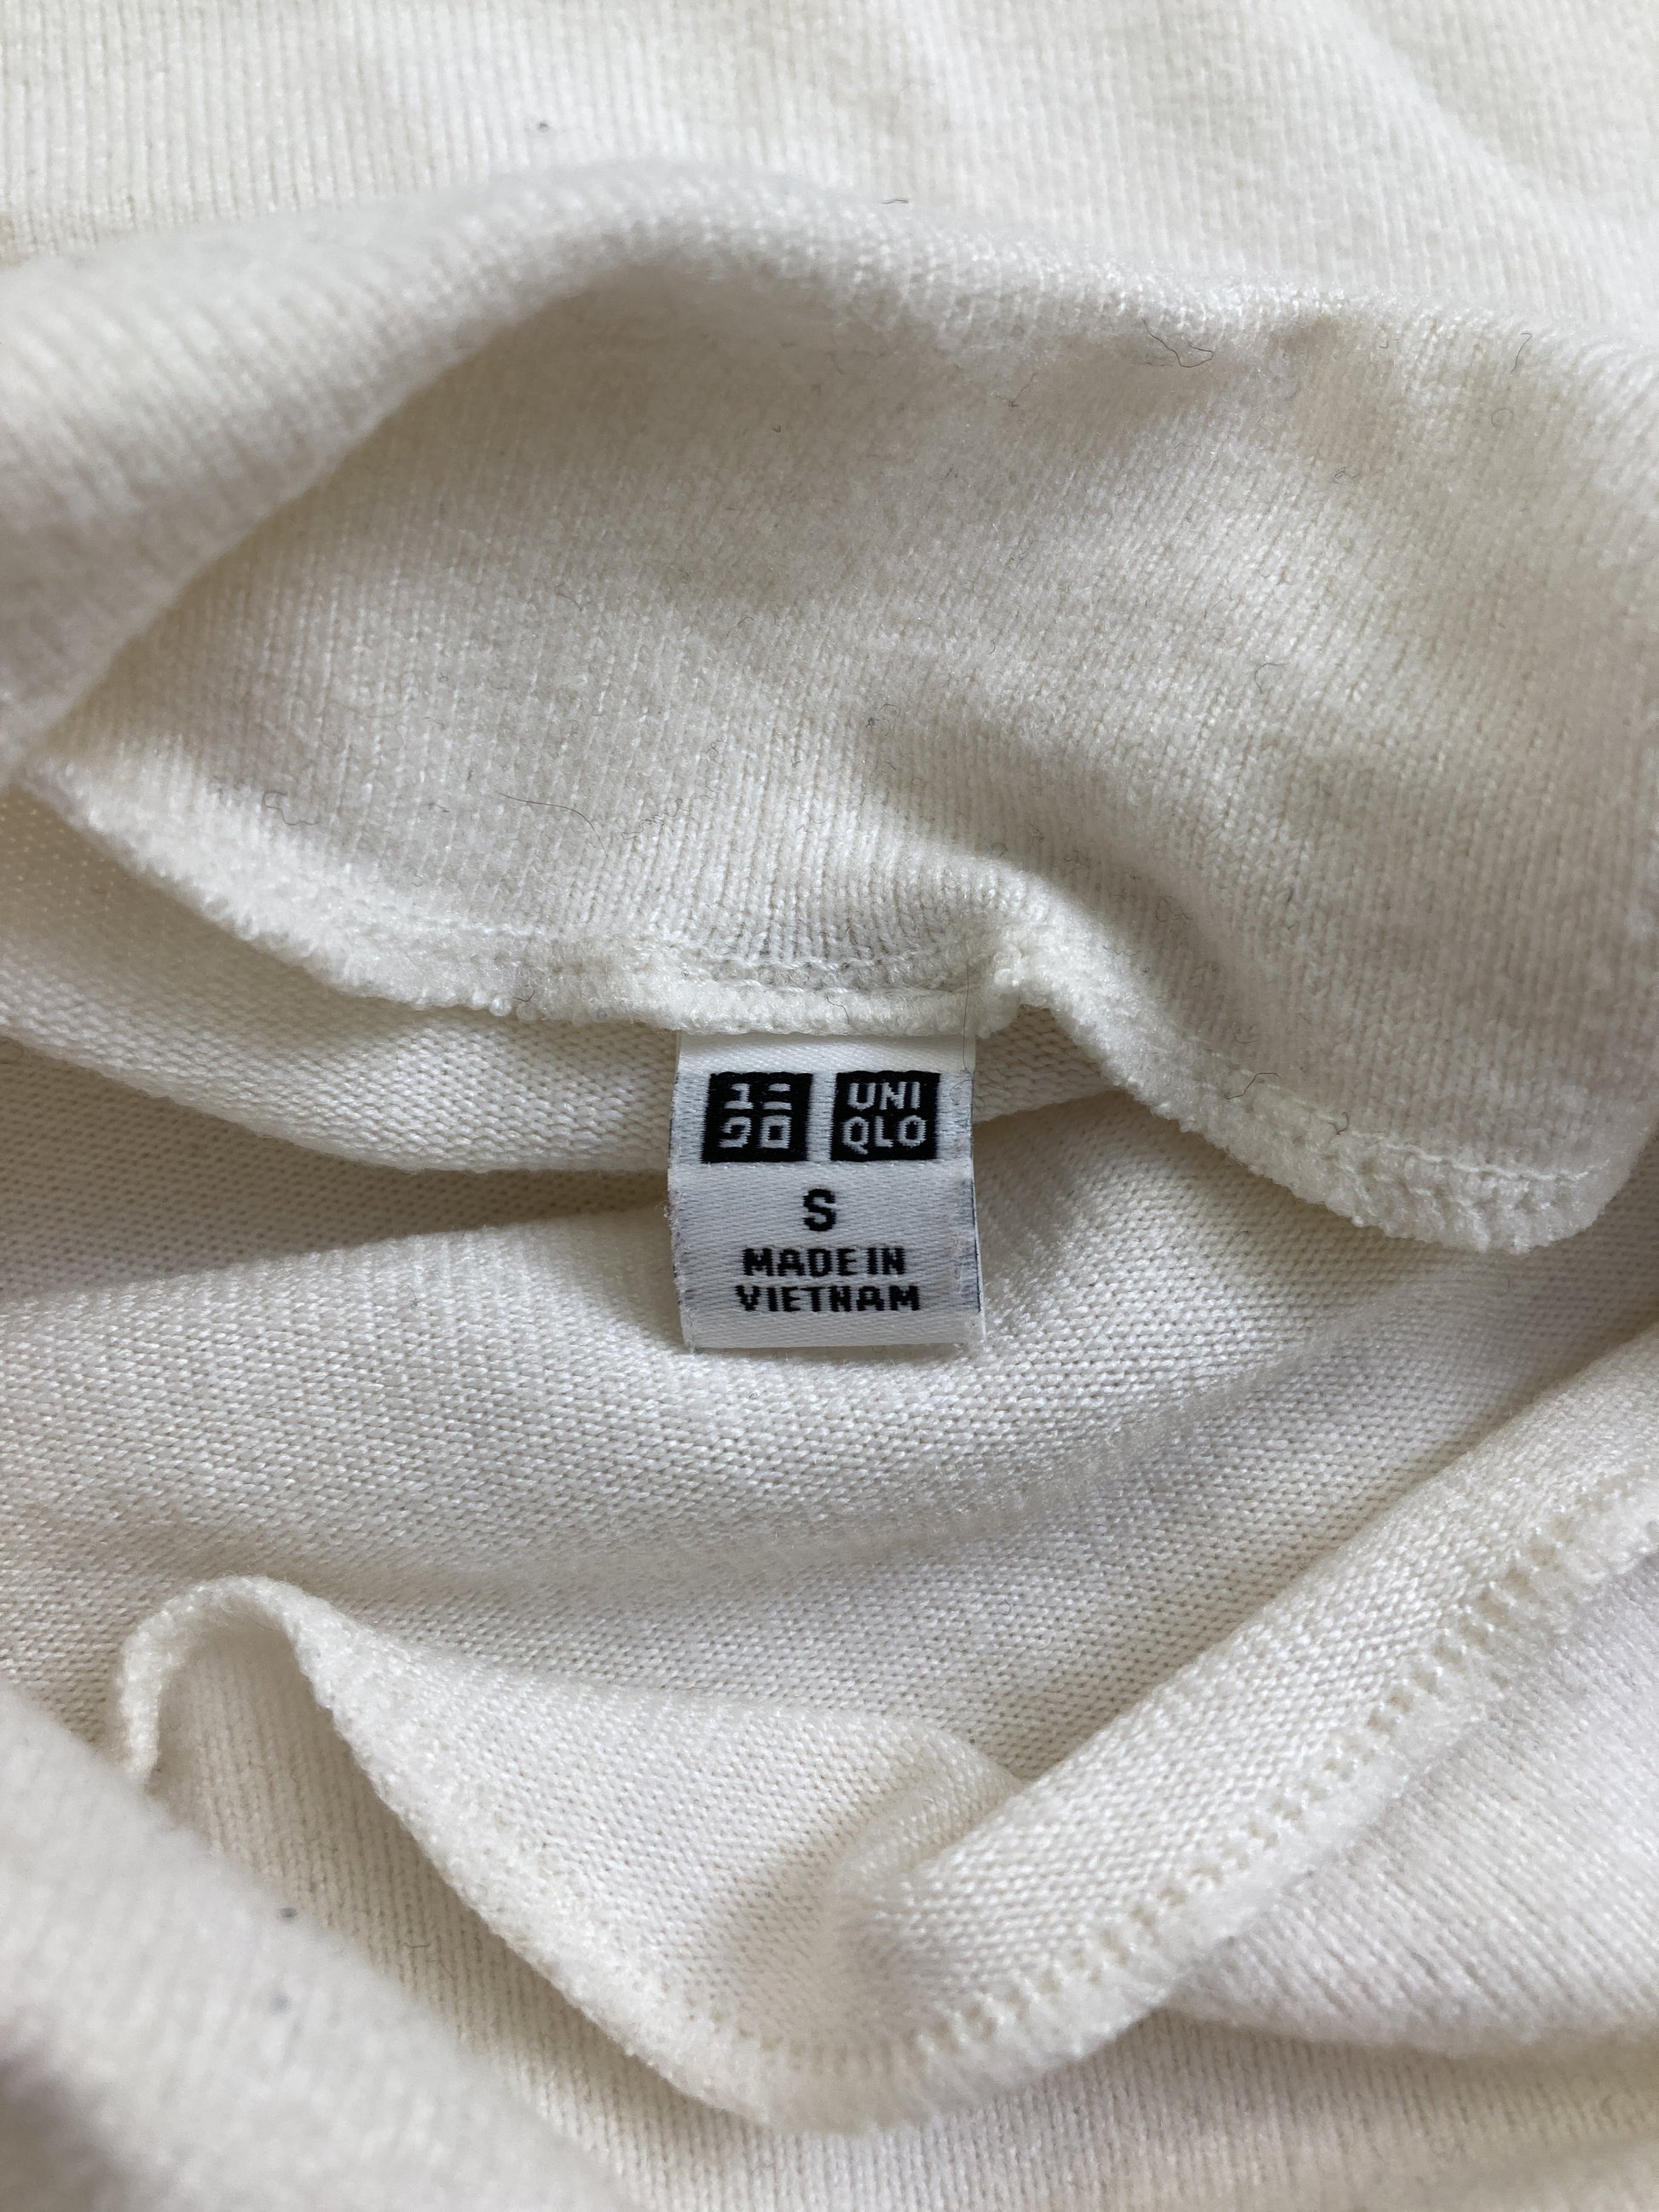 ユニ UNI
クロ QLO
S
MADE IN
VIETNAM